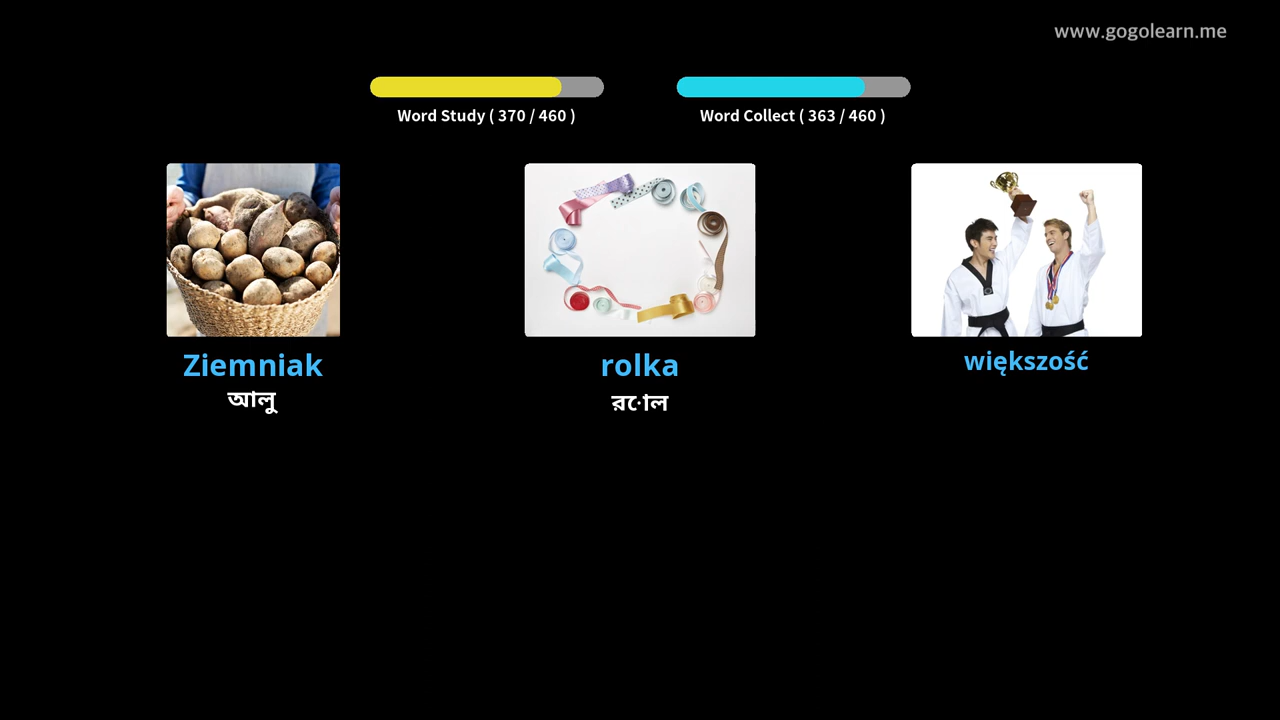 www.gogolearn.me
Word Study ( 370 / 460 )
Word Collect ( 363 / 460 )
Ziemniak
আলু
rolka
রোল
większość